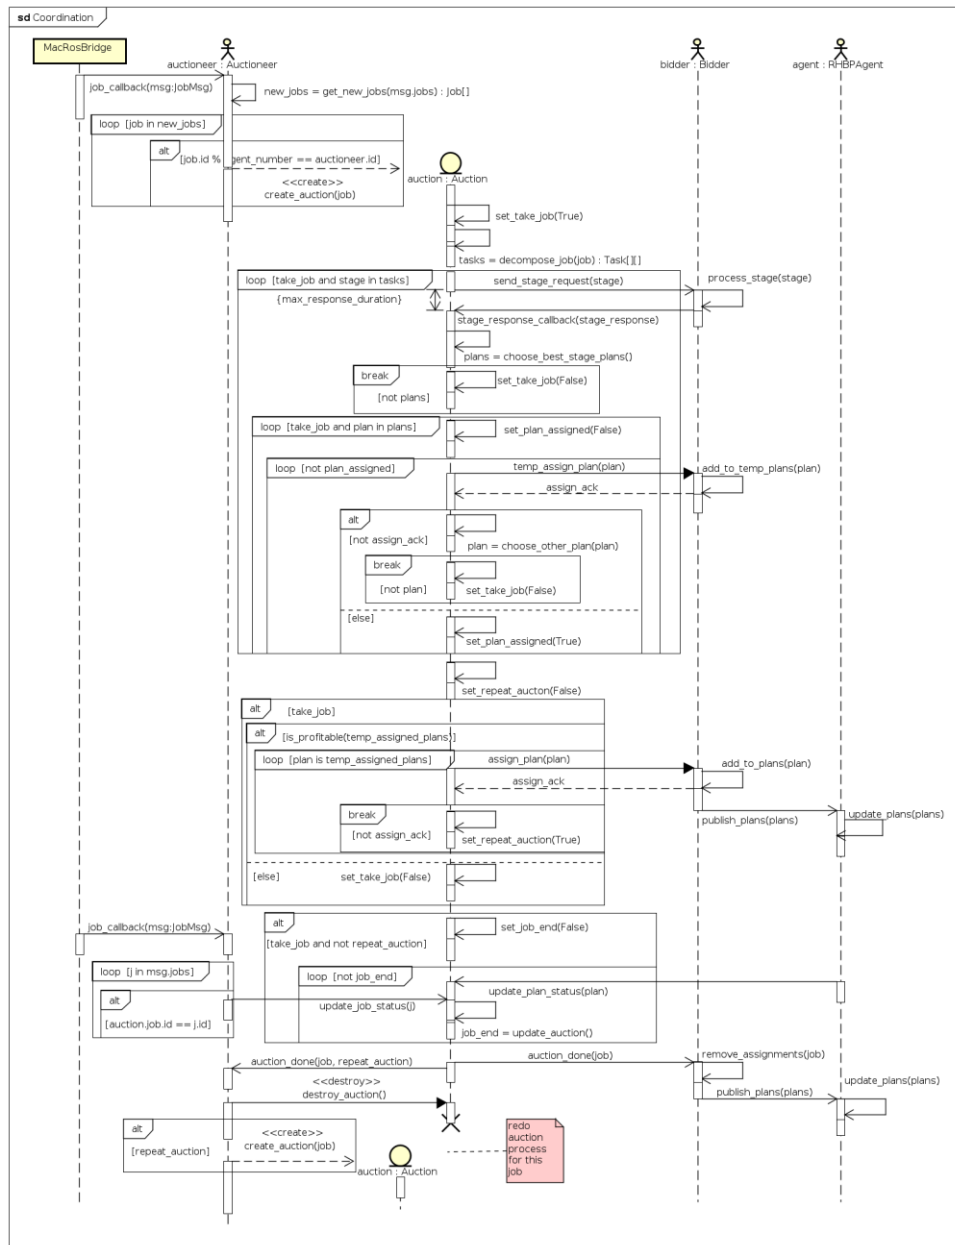 sd Coordination
MacRosBridge
auctioneer : Auctioneer
bidder : Bidder
agent : RHBPAgent
job_callback(msg:JobMsg)
new_jobs = get_new_jobs(msg.jobs) : Job[]
loop [job in new_jobs]
alt
[job.id % agent_number == auctioneer.id]
<<create>>
create_auction(job)
auction : Auction
set_take_job(True)
tasks = decompose_job(job) : Task[][]
loop [take_job and stage in tasks]
send_stage_request(stage)
process_stage(stage)
{max_response_duration}
stage_response_callback(stage_response)
plans = choose_best_stage_plans()
break
set_take_job(False)
[not plans]
loop [take_job and plan in plans]
set_plan_assigned(False)
loop [not plan_assigned]
temp_assign_plan(plan)
add_to_temp_plans(plan)
assign_ack
alt
[not assign_ack]
plan = choose_other_plan(plan)
break
[not plan]
set_take_job(False)
[else]
set_plan_assigned(True)
set_repeat_aucton(False)
alt
[take_job]
alt
[is_profitable(temp_assigned_plans)]
loop [plan is temp_assigned_plans]
assign_plan(plan)
add_to_plans(plan)
assign_ack
break
[not assign_ack]
set_repeat_auction(True)
publish_plans(plans)
update_plans(plans)
[else]
set_take_job(False)
job_callback(msg:JobMsg)
alt
set_job_end(False)
[take_job and not repeat_auction]
loop [j in msg.jobs]
loop [not job_end]
update_plan_status(plan)
alt
update_job_status(j)
[auction.job.id == j.id]
job_end = update_auction()
auction_done(job, repeat_auction)
auction_done(job)
remove_assignments(job)
<<destroy>>
destroy_auction()
publish_plans(plans)
update_plans(plans)
alt
<<create>>
[repeat_auction]
create_auction(job)
auction : Auction
redo
auction
process
for this
job